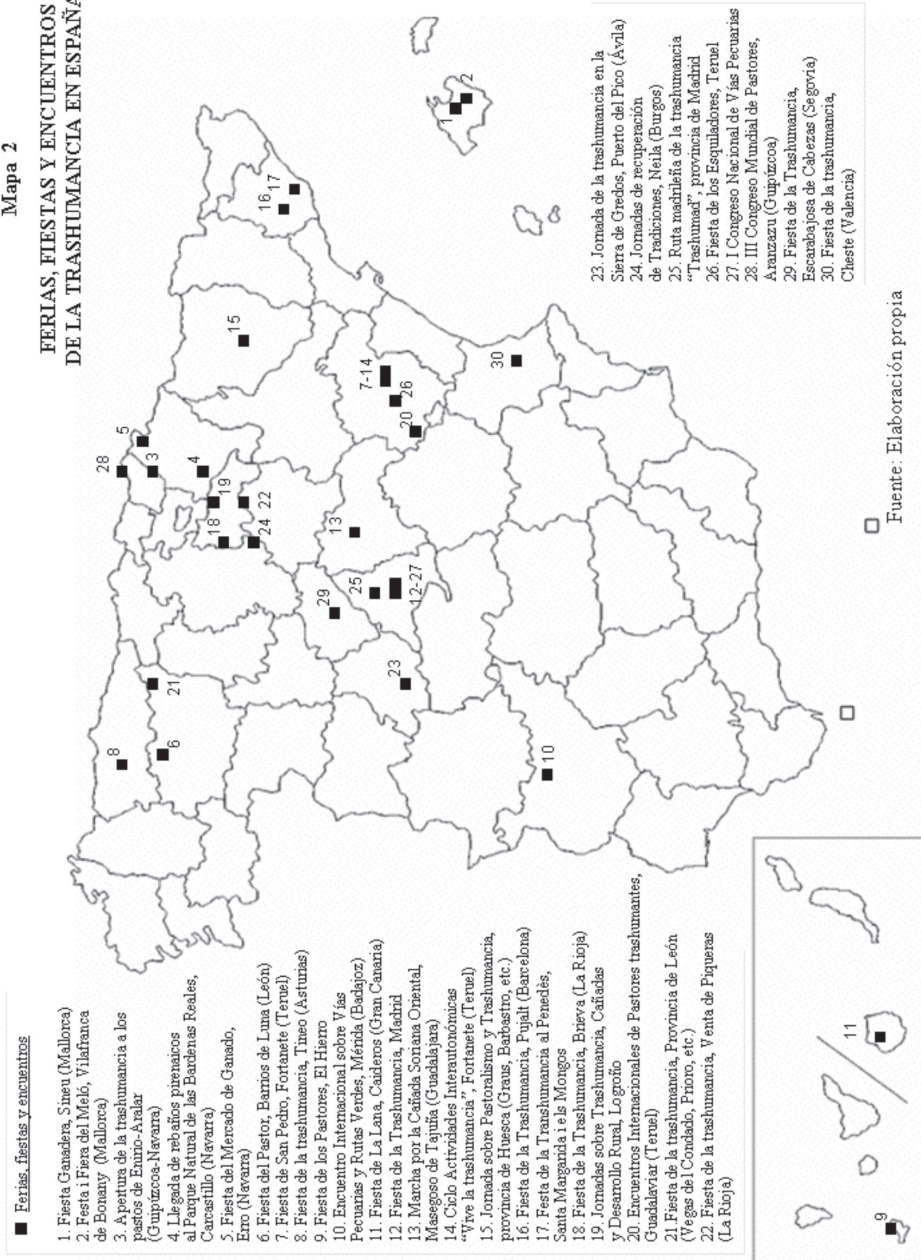 Mapa 2
FERIAS, FIESTAS Y ENCUENTROS
DE LA TRASHUMANCIA EN ESPAÑA
Ferias, fiestas y encuentros
1. Fiesta Ganadera, Sineu (Mallorca)
2. Festa i Fiera del Meló, Vilafranca
de Bonany (Mallorca)
3. Apertura de la trashumancia a los
pastos de Enirio-Aralar
(Guipúzcoa-Navarra)
4. Llegada de rebaños pirenaicos
al Parque Natural de las Bardenas Reales,
Carcastillo (Navarra)
5. Fiesta del Mercado de Ganado,
Erro (Navarra)
6. Fiesta del Pastor, Barrios de Luna (León)
7. Fiesta de San Pedro, Fortanete (Teruel)
8. Fiesta de la trashumancia, Tineo (Asturias)
9. Fiesta de los Pastores, El Hierro
10. Encuentro Internacional sobre Vías
Pecuarias y Rutas Verdes, Mérida (Badajoz)
11. Fiesta de La Lana, Caideros (Gran Canaria)
12. Fiesta de la Trashumancia, Madrid
13. Marcha por la Cañada Soriana Oriental,
Masegoso de Tajuña (Guadalajara)
14. Ciclo Actividades Interautonómicas
"Vive la trashumancia", Fortanete (Teruel)
15. Jornada sobre Pastoralismo y Trashumancia,
provincia de Huesca (Graus, Barbastro, etc.)
16. Fiesta de la Trashumancia, Pujalt (Barcelona)
17. Festa de la Transhumancia al Penedès,
Santa Margarida i els Mongos
18. Fiesta de la trashumancia, Brieva (La Rioja)
19. Jornadas sobre Trashumancia, Cañadas
y Desarrollo Rural, Logroño
20. Encuentros Internacionales de Pastores trashumantes,
Guadalaviar (Teruel)
21. Fiesta de la trashumancia, Provincia de León
(Vegas del Condado, Prioro, etc.)
22. Fiesta de la trashumancia, Venta de Piqueras
(La Rioja)
23. Jornada de la trashumancia en la
Sierra de Gredos, Puerto del Pico (Ávila)
24. Jornadas de recuperación
de Tradiciones, Neila (Burgos)
25. Ruta madrileña de la trashumancia
"Trashumad", provincia de Madrid
26. Fiesta de los Esquiladores, Teruel
27. I Congreso Nacional de Vías Pecuarias
28. III Congreso Mundial de Pastores,
Aranzazu (Guipúzcoa)
29. Fiesta de la Trashumancia,
Escarabajosa de Cabezas (Segovia)
30. Fiesta de la trashumancia,
Cheste (Valencia)
8
21
6
28
5
3
4
18
19
24
22
15
16
17
29
25
13
12-27
7-14
26
20
23
30
10
1
2
9
11
Fuente: Elaboración propia